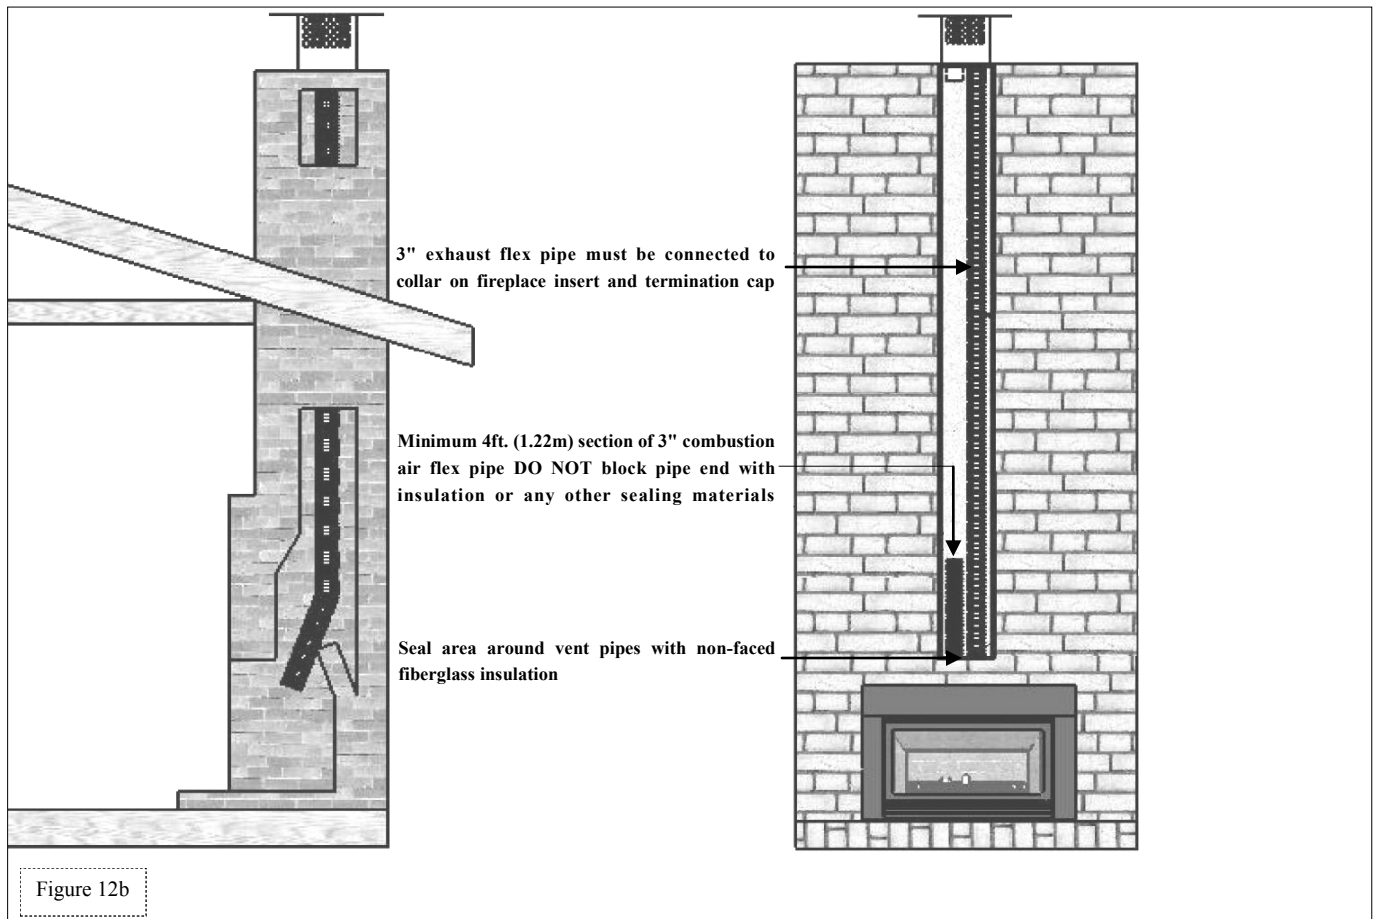 3" exhaust flex pipe must be connected to
collar on fireplace insert and termination cap
Minimum 4ft. (1.22m) section of 3" combustion
air flex pipe DO NOT block pipe end with
insulation or any other sealing materials
Seal area around vent pipes with non-faced
fiberglass insulation
Figure 12b